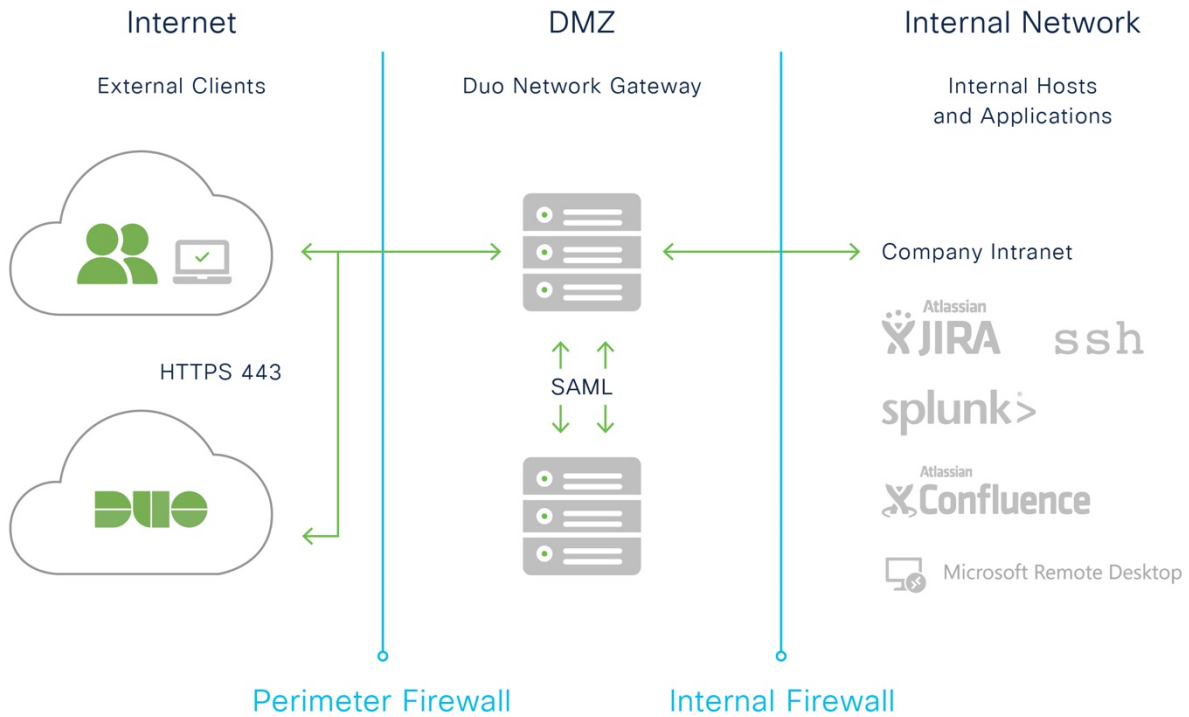 Internet
DMZ
Internal Network
External Clients
Duo Network Gateway
Internal Hosts
and Applications
Company Intranet
Atlassian
JIRA
ssh
HTTPS 443
SAML
splunk>
Atlassian
Confluence
DUO
Microsoft Remote Desktop
Perimeter Firewall
Internal Firewall